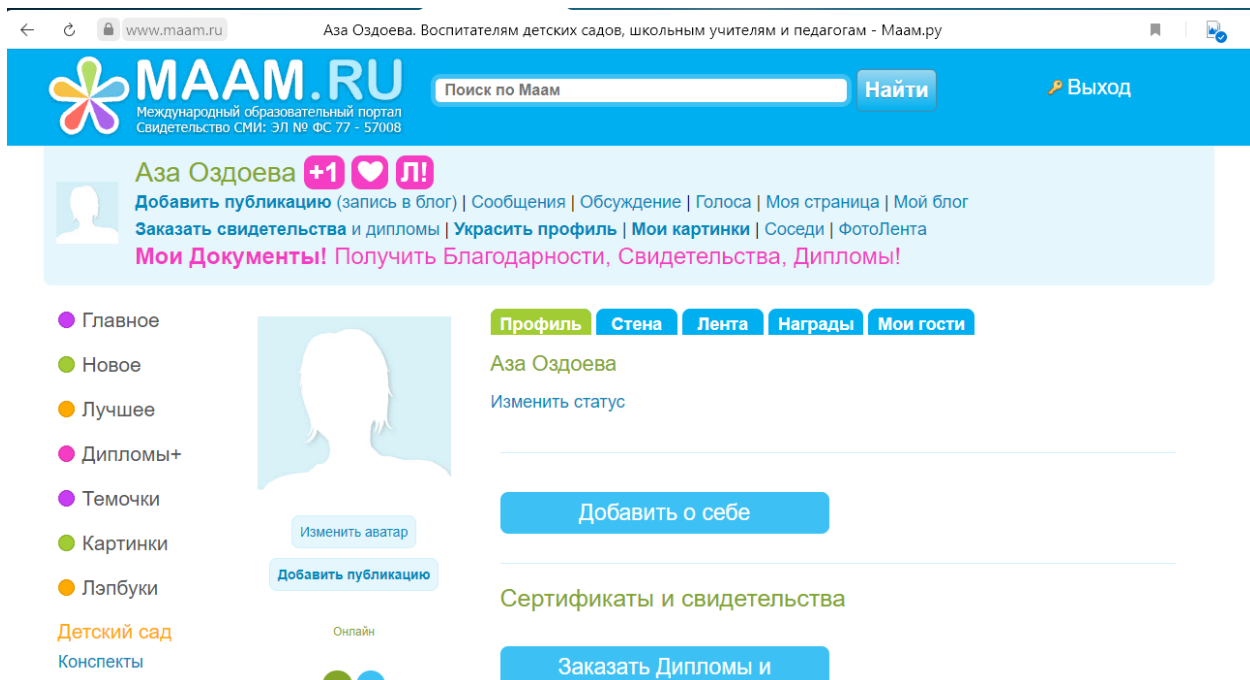 www.maam.ru
Аза Оздоева. Воспитателям детских садов, школьным учителям и педагогам - Маам.ру
MAAM.RU
Международный образовательный портал
Свидетельство СМИ: ЭЛ № ФС 77 - 57008
Поиск по Маам
Найти
Выход
Аза Оздоева +1 Л!
Добавить публикацию (запись в блог) | Сообщения | Обсуждение | Голоса | Моя страница | Мой блог
Заказать свидетельства и дипломы | Украсить профиль | Мои картинки | Соседи | ФотоЛента
Мои Документы! Получить Благодарности, Свидетельства, Дипломы!
Главное
Новое
Лучшее
Дипломы+
Темочки
Картинки
Лэпбуки
Детский сад
Конспекты
Изменить аватар
Добавить публикацию
Онлайн
Профиль Стена Лента Награды Мои гости
Аза Оздоева
Изменить статус
Добавить о себе
Сертификаты и свидетельства
Заказать Дипломы и